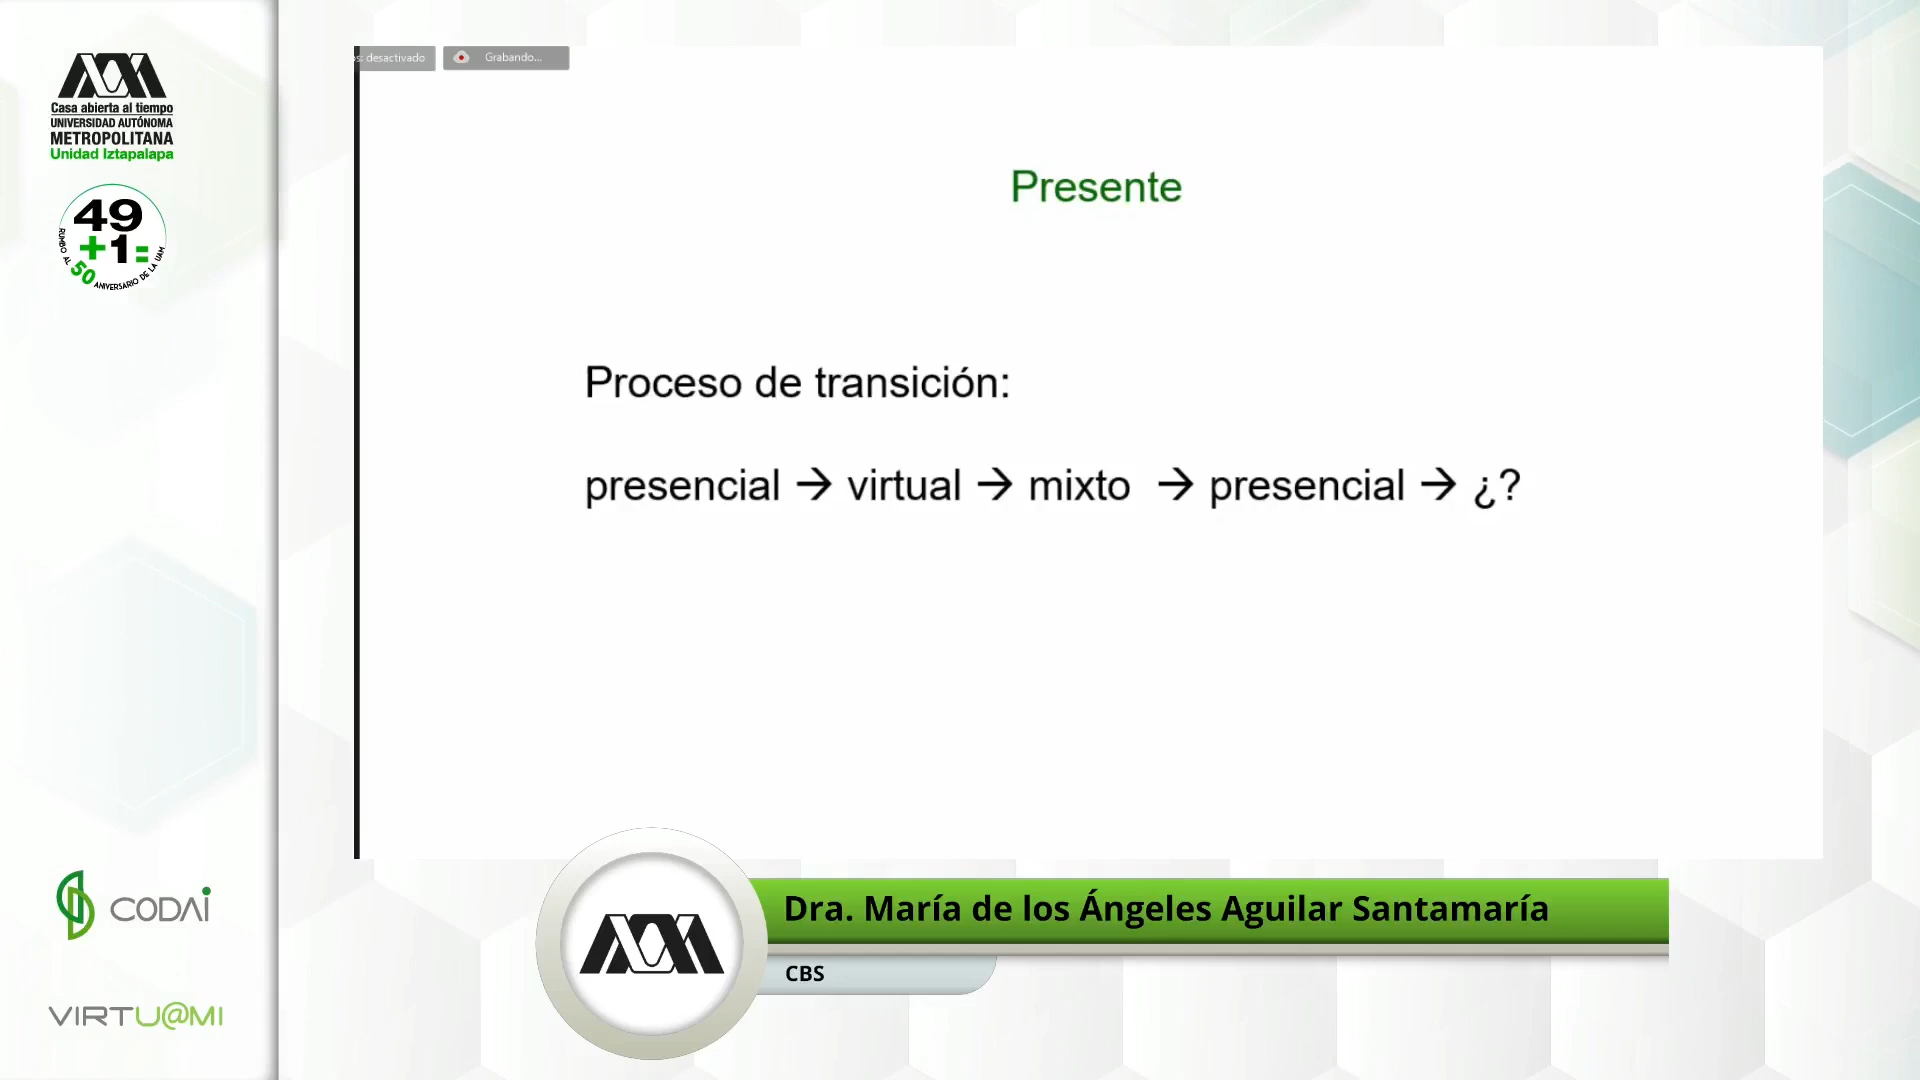 Casa abierta al tiempo
UNIVERSIDAD AUTÓNOMA
METROPOLITANA
Unidad Iztapalapa
49
+1=
RUMBO AL 50 ANIVERSARIO DE LA UAM
os: desactivado
Grabando...
Presente
Proceso de transición:
presencial → virtual → mixto → presencial → ¿?
CODAI
VIRTU@MI
Dra. María de los Ángeles Aguilar Santamaría
CBS